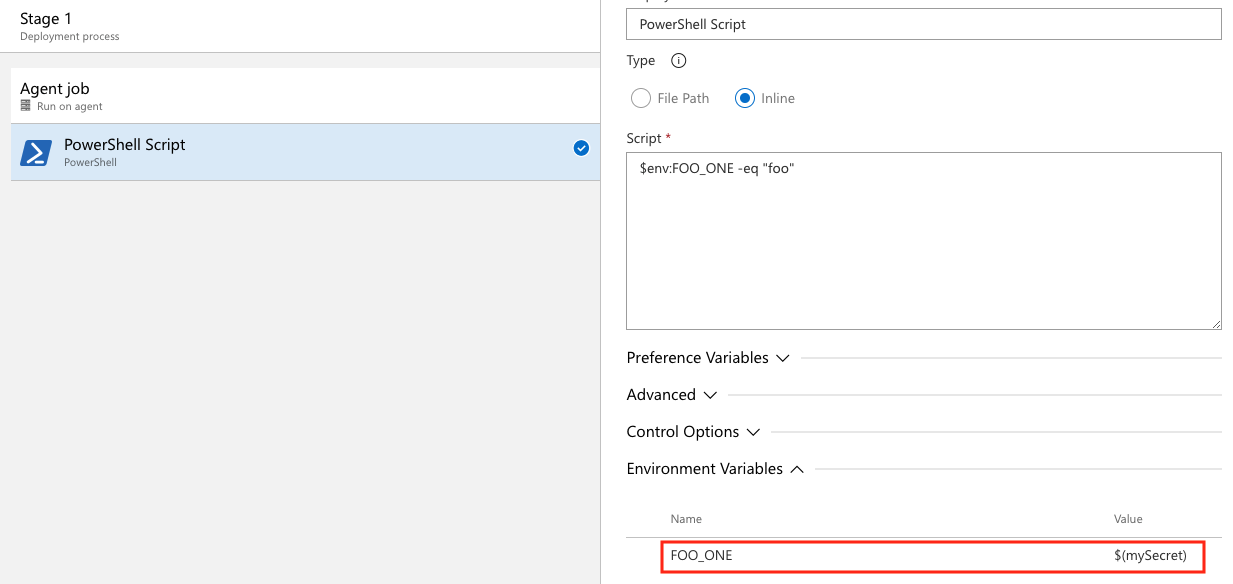 Stage 1
Deployment process
Agent job
Run on agent
PowerShell Script
PowerShell
PowerShell Script
Type
File Path
Inline
Script *
$env:FOO_ONE -eq "foo"
Preference Variables
Advanced
Control Options
Environment Variables
Name Value
FOO_ONE $(mySecret)